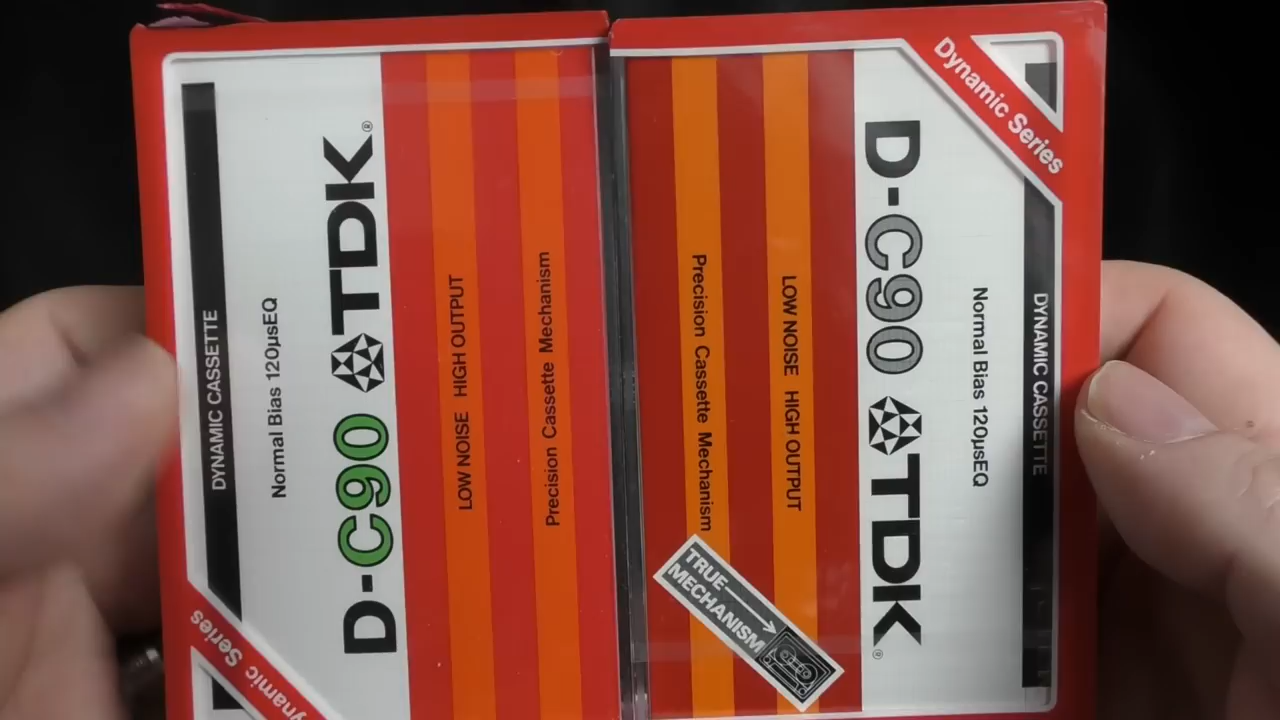 DYNAMIC CASSETTE
Normal Bias 120µsEQ
D-C90 TDK®
LOW NOISE HIGH OUTPUT
Precision Cassette Mechanism
Dynamic Series
Dynamic Series
DYNAMIC CASSETTE
Normal Bias 120µsEQ
D-C90 TDK®
LOW NOISE HIGH OUTPUT
Precision Cassette Mechanism
TRUE
MECHANISM